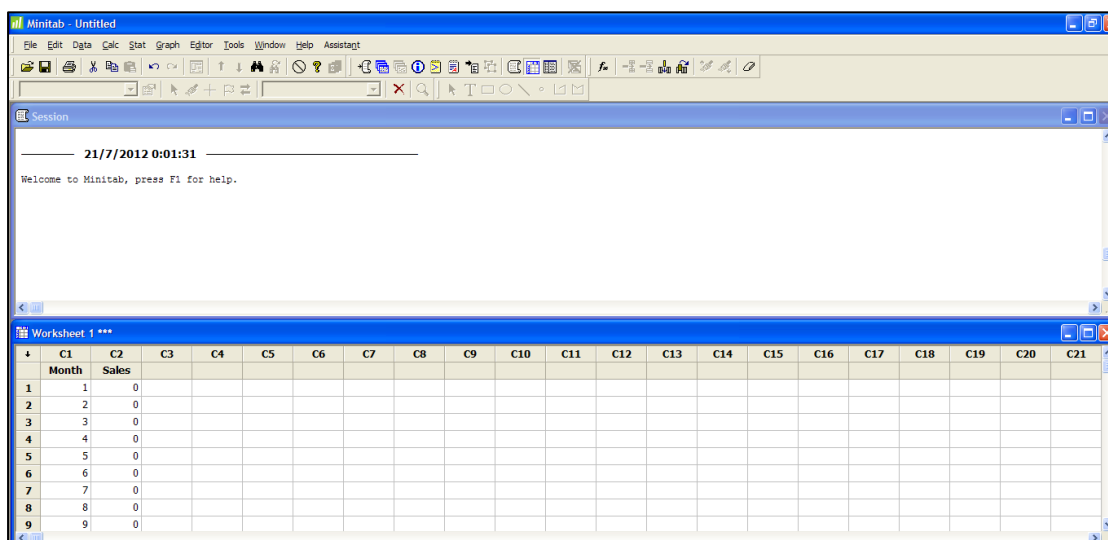 Minitab - Untitled
File Edit Data Calc Stat Graph Editor Tools Window Help Assistant
Session
21/7/2012 0:01:31
Welcome to Minitab, press F1 for help.
Worksheet 1 ***
C1 C2 C3 C4 C5 C6 C7 C8 C9 C10 C11 C12 C13 C14 C15 C16 C17 C18 C19 C20 C21
Month Sales
1 1 0
2 2 0
3 3 0
4 4 0
5 5 0
6 6 0
7 7 0
8 8 0
9 9 0